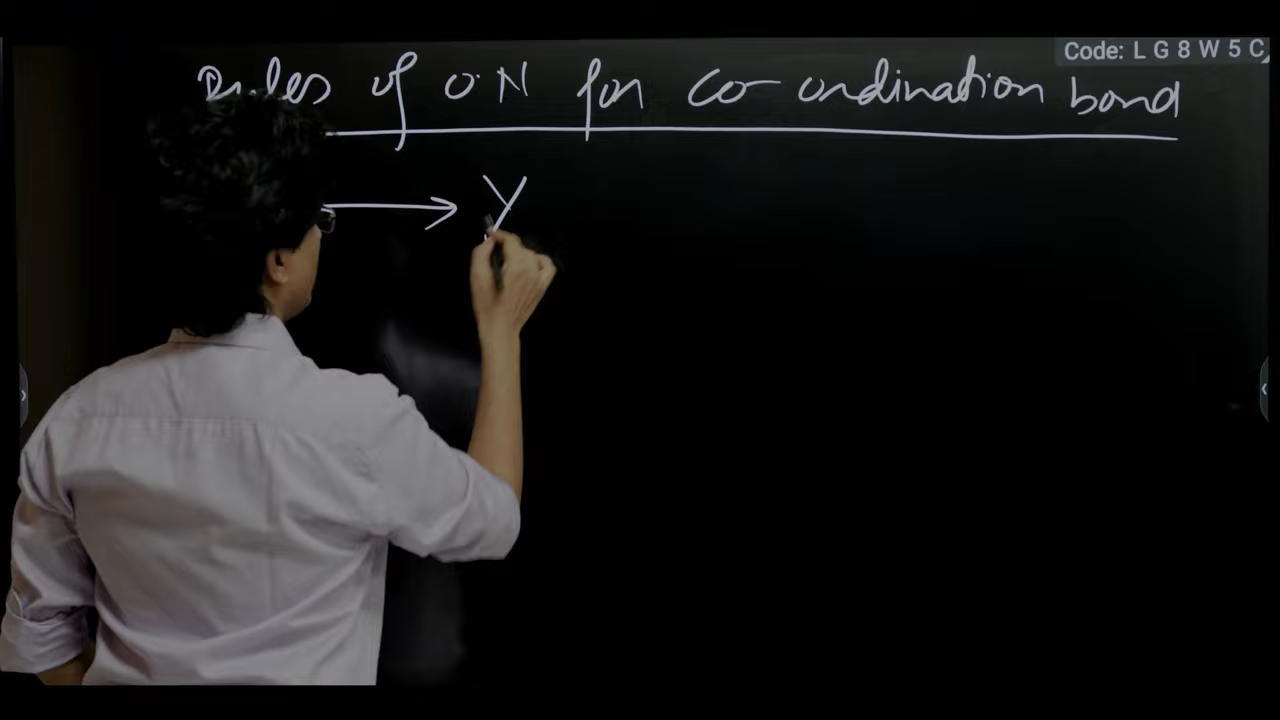 Code: L G 8 W 5 C
Rules of O·N for co-ordination bond
⟶ Y